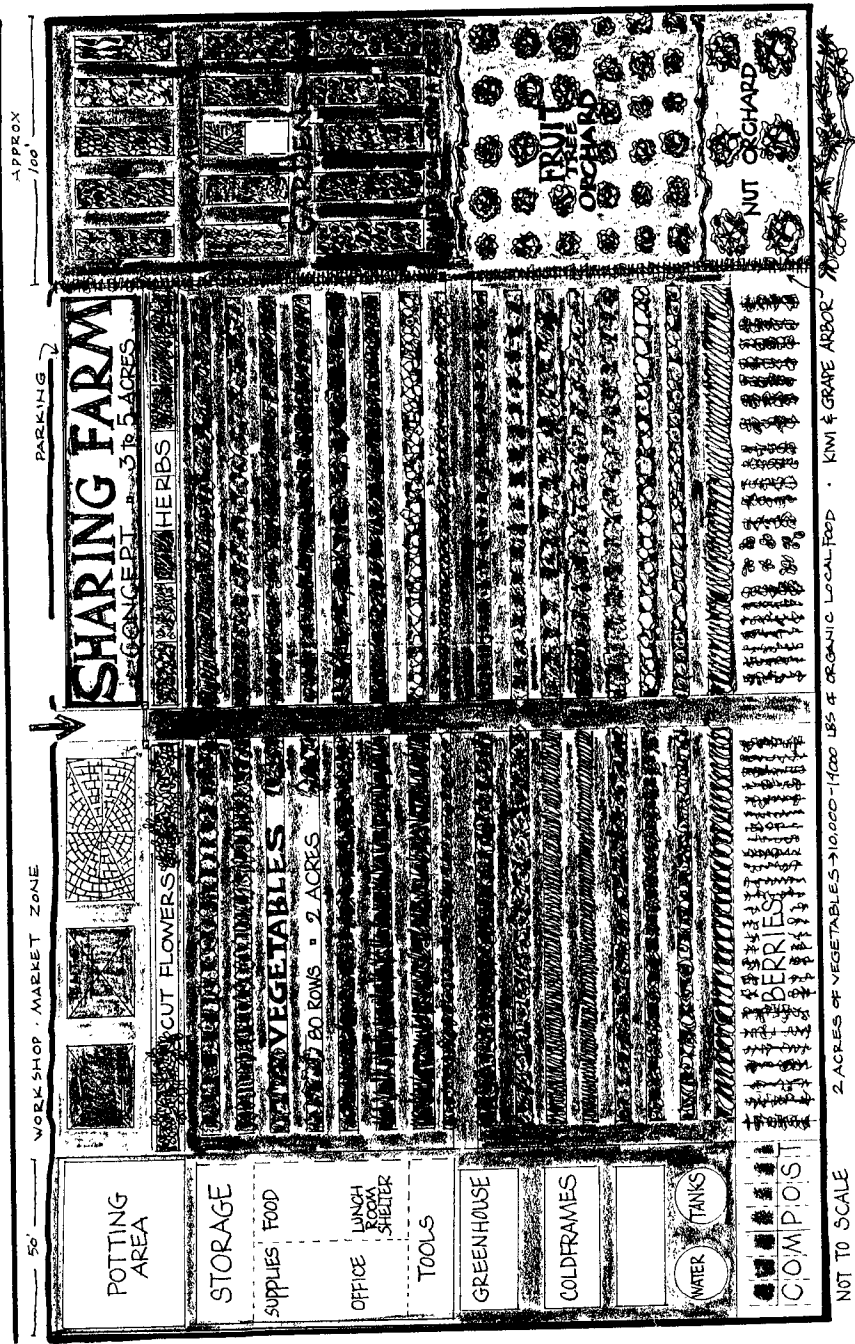 50'
WORKSHOP · MARKET ZONE
PARKING
APPROX
100'
POTTING
AREA
SHARING FARM
CONCEPT = 3 to 5 ACRES
CUT FLOWERS
HERBS
GARDENS
STORAGE
SUPPLIES
FOOD
OFFICE
LUNCH
ROOM
SHELTER
TOOLS
VEGETABLES
80 ROWS = 2 ACRES
GREENHOUSE
COLDFRAMES
FRUIT
TREE
ORCHARD
WATER
TANKS
COMPOST
BERRIES
NUT ORCHARD
NOT TO SCALE
2 ACRES OF VEGETABLES → 10,000 LBS OF ORGANIC LOCAL FOOD · KIWI & GRAPE ARBOR